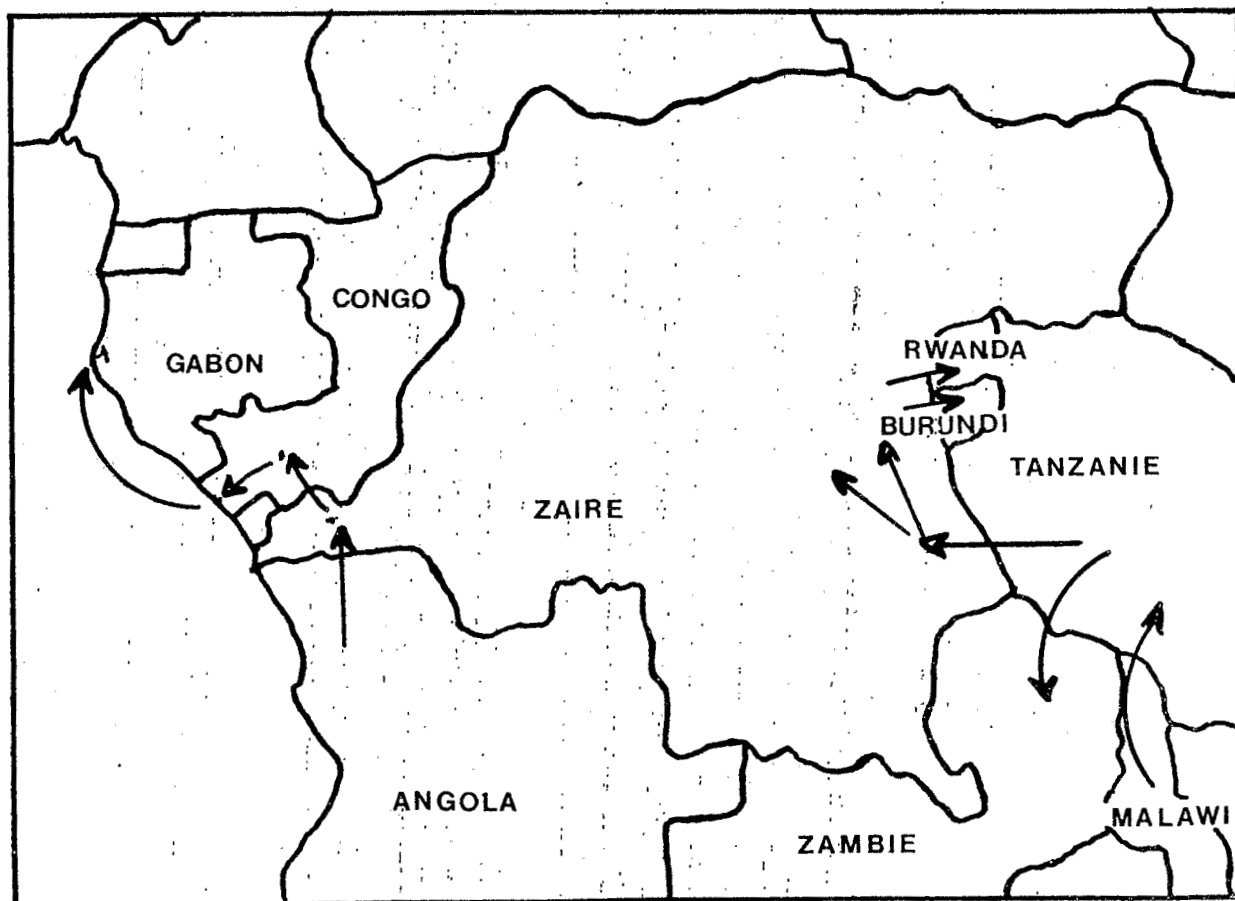 CONGO
RWANDA
GABON
BURUNDI
TANZANIE
ZAIRE
ANGOLA
MALAWI
ZAMBIE